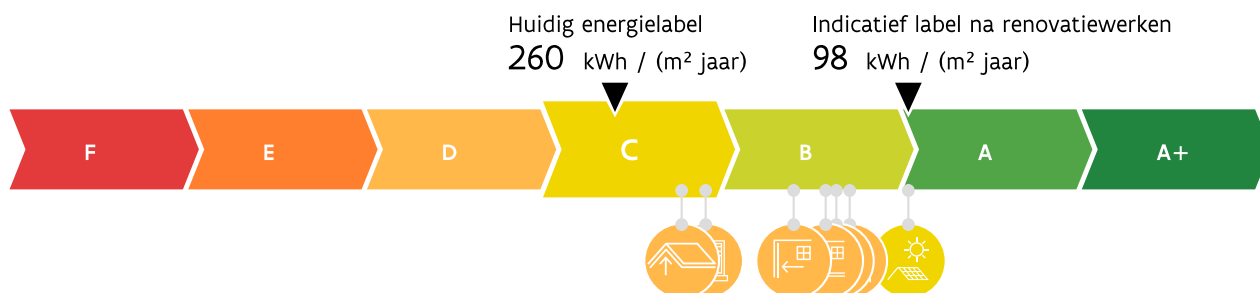 Huidig energielabel
260 kWh / (m² jaar)
Indicatief label na renovatiewerken
98 kWh / (m² jaar)
F E D C B A A+